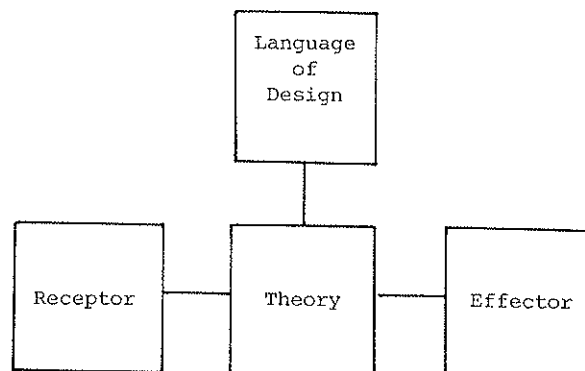 Language
of
Design
Receptor
Theory
Effector